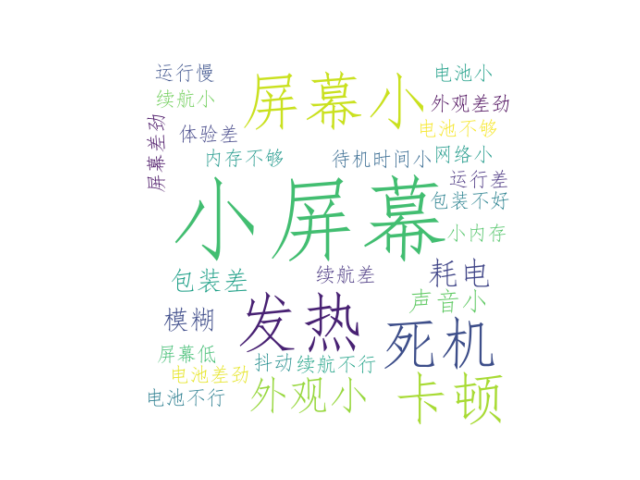 运行慢
屏幕小
电池小
续航小
外观差劲
屏幕差劲
体验差
电池不够
内存不够
待机时间小
网络小
运行差
小屏幕
包装不好
小内存
包装差
续航差
耗电
发热
声音小
模糊
死机
屏幕低
抖动
续航不行
电池差劲
外观小
卡顿
电池不行